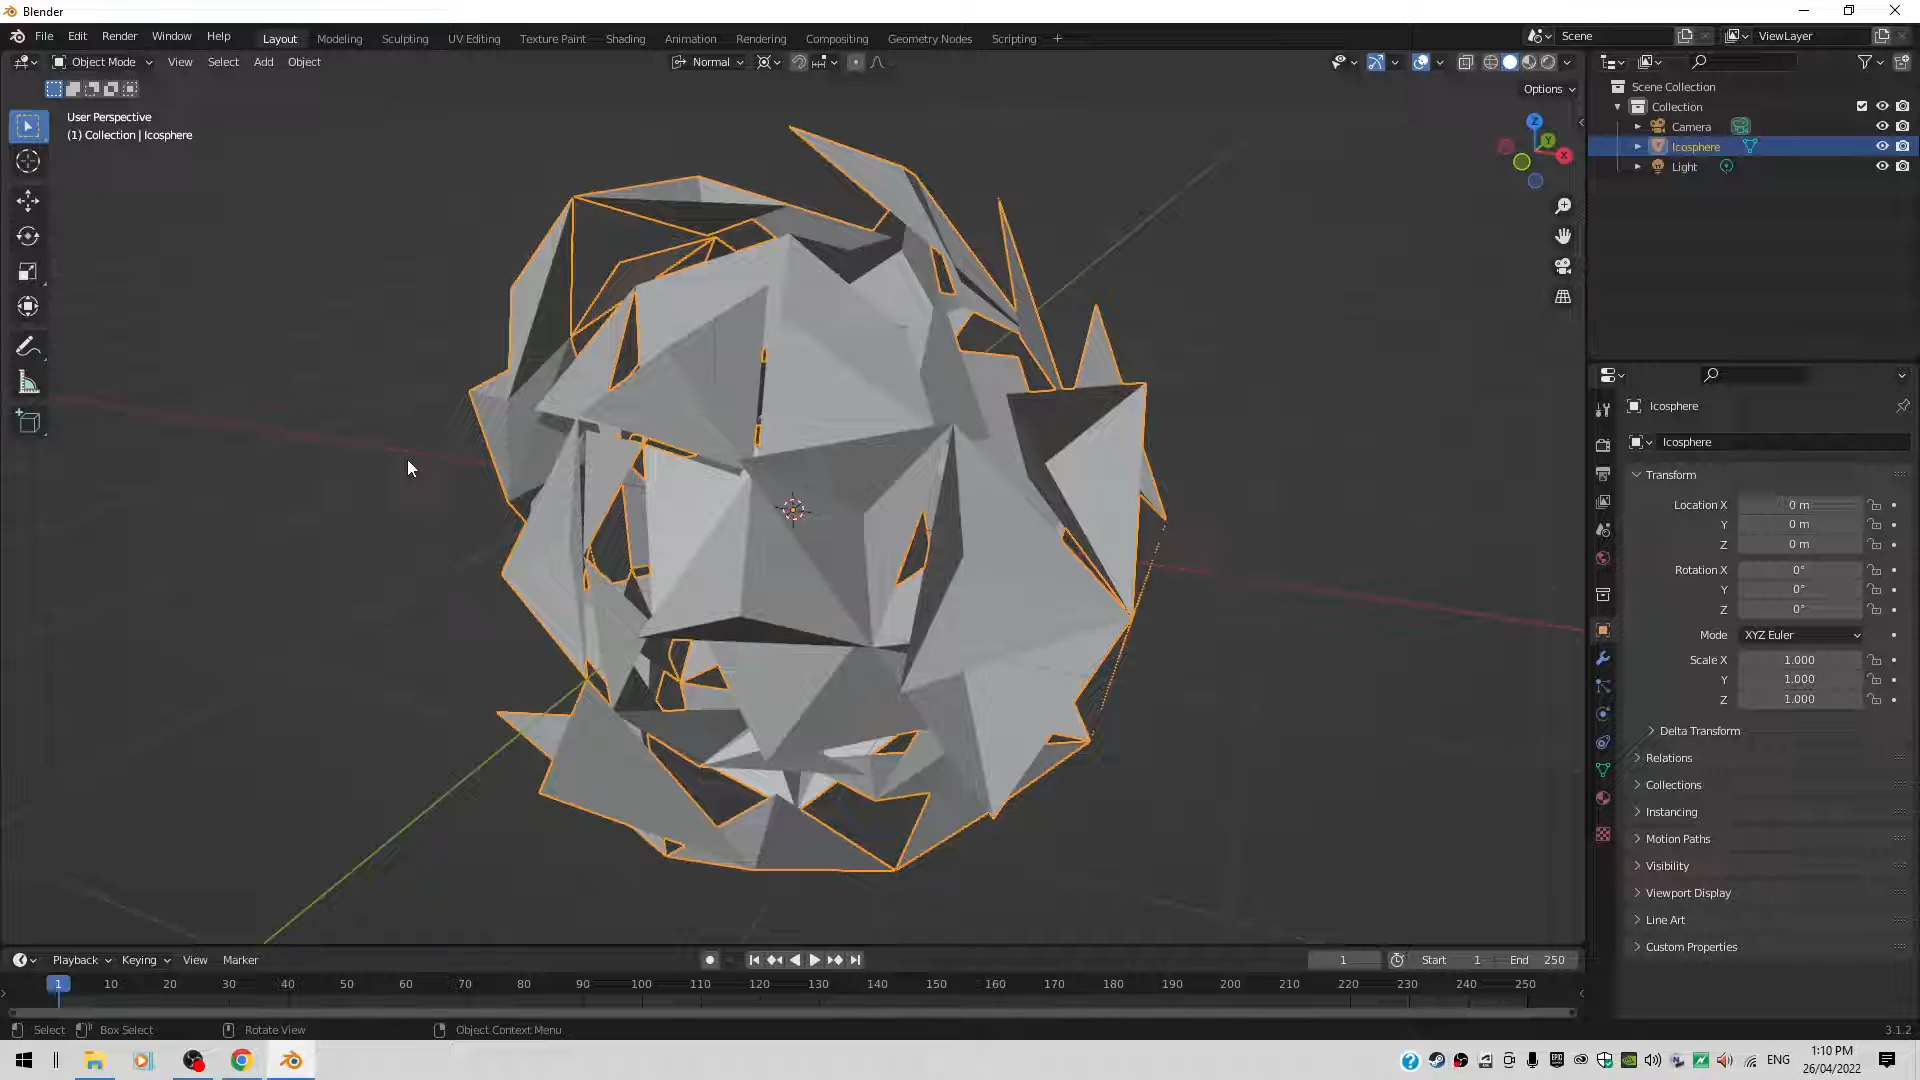 Blender
File Edit Render Window Help
Layout Modeling Sculpting UV Editing Texture Paint Shading Animation Rendering Compositing Geometry Nodes Scripting +
Scene
ViewLayer
Object Mode View Select Add Object
Normal
Options
User Perspective
(1) Collection | Icosphere
Z
Y
X
Scene Collection
Collection
Camera
Icosphere
Light
Icosphere
Icosphere
Transform
Location X 0 m
Y 0 m
Z 0 m
Rotation X 0°
Y 0°
Z 0°
Mode XYZ Euler
Scale X 1.000
Y 1.000
Z 1.000
Delta Transform
Relations
Collections
Instancing
Motion Paths
Visibility
Viewport Display
Line Art
Custom Properties
Playback Keying View Marker
1 Start 1 End 250
1 10 20 30 40 50 60 70 80 90 100 110 120 130 140 150 160 170 180 190 200 210 220 230 240 250
Select Box Select Rotate View Object Context Menu
3.1.2
ENG
1:10 PM
26/04/2022